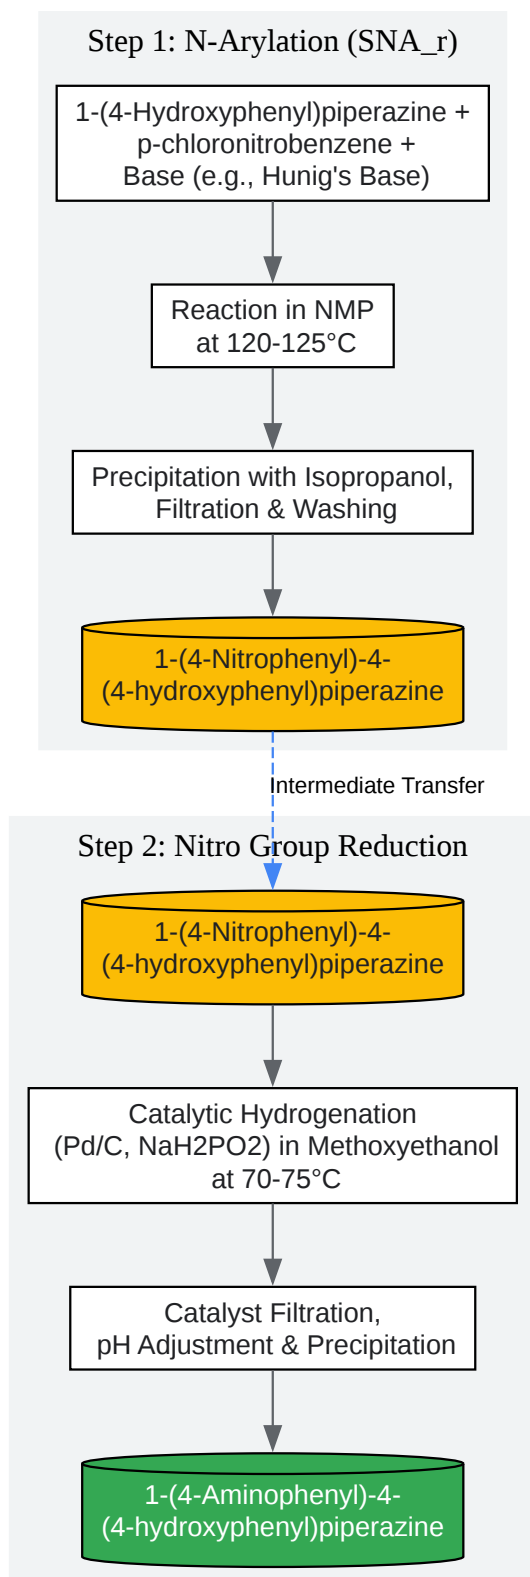 Step 1: N-Arylation (SNA_r)
1-(4-Hydroxyphenyl)piperazine +
p-chloronitrobenzene +
Base (e.g., Hunig's Base)
Reaction in NMP
at 120-125°C
Precipitation with Isopropanol,
Filtration & Washing
1-(4-Nitrophenyl)-4-
(4-hydroxyphenyl)piperazine
Intermediate Transfer
Step 2: Nitro Group Reduction
1-(4-Nitrophenyl)-4-
(4-hydroxyphenyl)piperazine
Catalytic Hydrogenation
(Pd/C, NaH2PO2) in Methoxyethanol
at 70-75°C
Catalyst Filtration,
pH Adjustment & Precipitation
1-(4-Aminophenyl)-4-
(4-hydroxyphenyl)piperazine